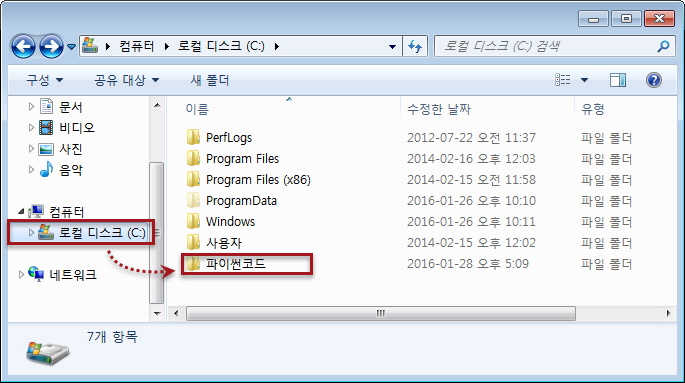 컴퓨터 ▸ 로컬 디스크 (C:) ▸
로컬 디스크 (C:) 검색
구성 공유 대상 새 폴더
문서
비디오
사진
음악
컴퓨터
로컬 디스크 (C:)
네트워크
이름 수정한 날짜 유형
PerfLogs 2012-07-22 오전 11:37 파일 폴더
Program Files 2014-02-16 오후 12:03 파일 폴더
Program Files (x86) 2014-02-15 오전 11:58 파일 폴더
ProgramData 2016-01-26 오후 10:10 파일 폴더
Windows 2016-01-26 오후 10:11 파일 폴더
사용자 2014-02-15 오후 12:02 파일 폴더
파이썬코드 2016-01-28 오후 5:09 파일 폴더
7개 항목